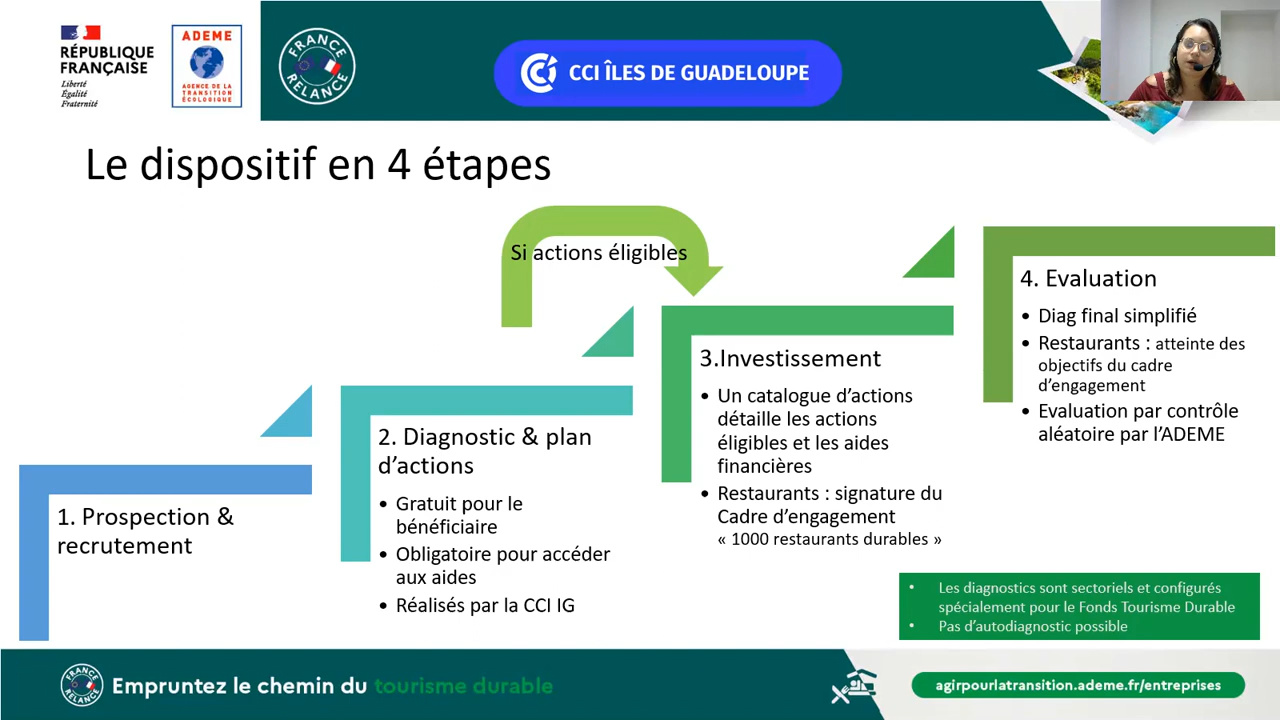 RÉPUBLIQUE
FRANÇAISE
Liberté
Égalité
Fraternité
ADEME
AGENCE DE LA
TRANSITION
ÉCOLOGIQUE
FRANCE
RELANCE
CCI ÎLES DE GUADELOUPE
Le dispositif en 4 étapes
Si actions éligibles
1. Prospection &
recrutement
2. Diagnostic & plan
d’actions
• Gratuit pour le
bénéficiaire
• Obligatoire pour accéder
aux aides
• Réalisés par la CCI IG
3.Investissement
• Un catalogue d’actions
détaille les actions
éligibles et les aides
financières
• Restaurants : signature du
Cadre d’engagement
« 1000 restaurants durables »
4. Evaluation
• Diag final simplifié
• Restaurants : atteinte des
objectifs du cadre
d’engagement
• Evaluation par contrôle
aléatoire par l’ADEME
• Les diagnostics sont sectoriels et configurés
spécialement pour le Fonds Tourisme Durable
• Pas d’autodiagnostic possible
FRANCE
RELANCE
Empruntez le chemin du tourisme durable
agirpourlatransition.ademe.fr/entreprises